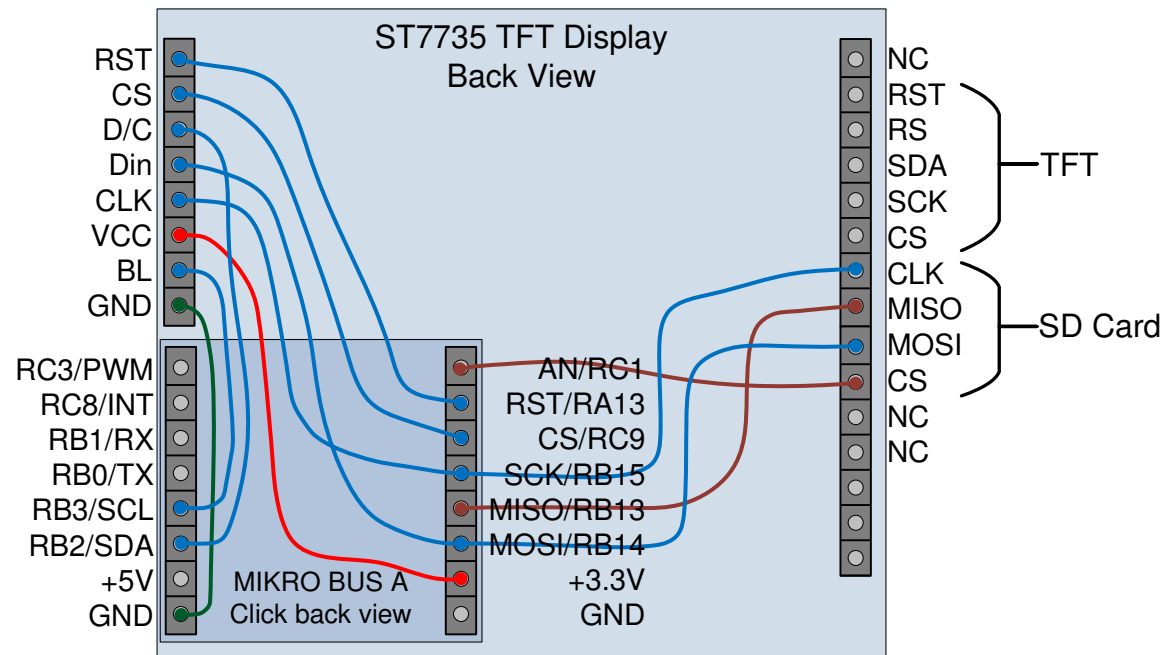 ST7735 TFT Display
Back View
RST
CS
D/C
Din
CLK
VCC
BL
GND
RC3/PWM
RC8/INT
RB1/RX
RB0/TX
RB3/SCL
RB2/SDA
+5V
GND
MIKRO BUS A
Click back view
AN/RC1
RST/RA13
CS/RC9
SCK/RB15
MISO/RB13
MOSI/RB14
+3.3V
GND
NC
RST
RS
SDA
SCK
CS
CLK
MISO
MOSI
CS
NC
NC
TFT
SD Card